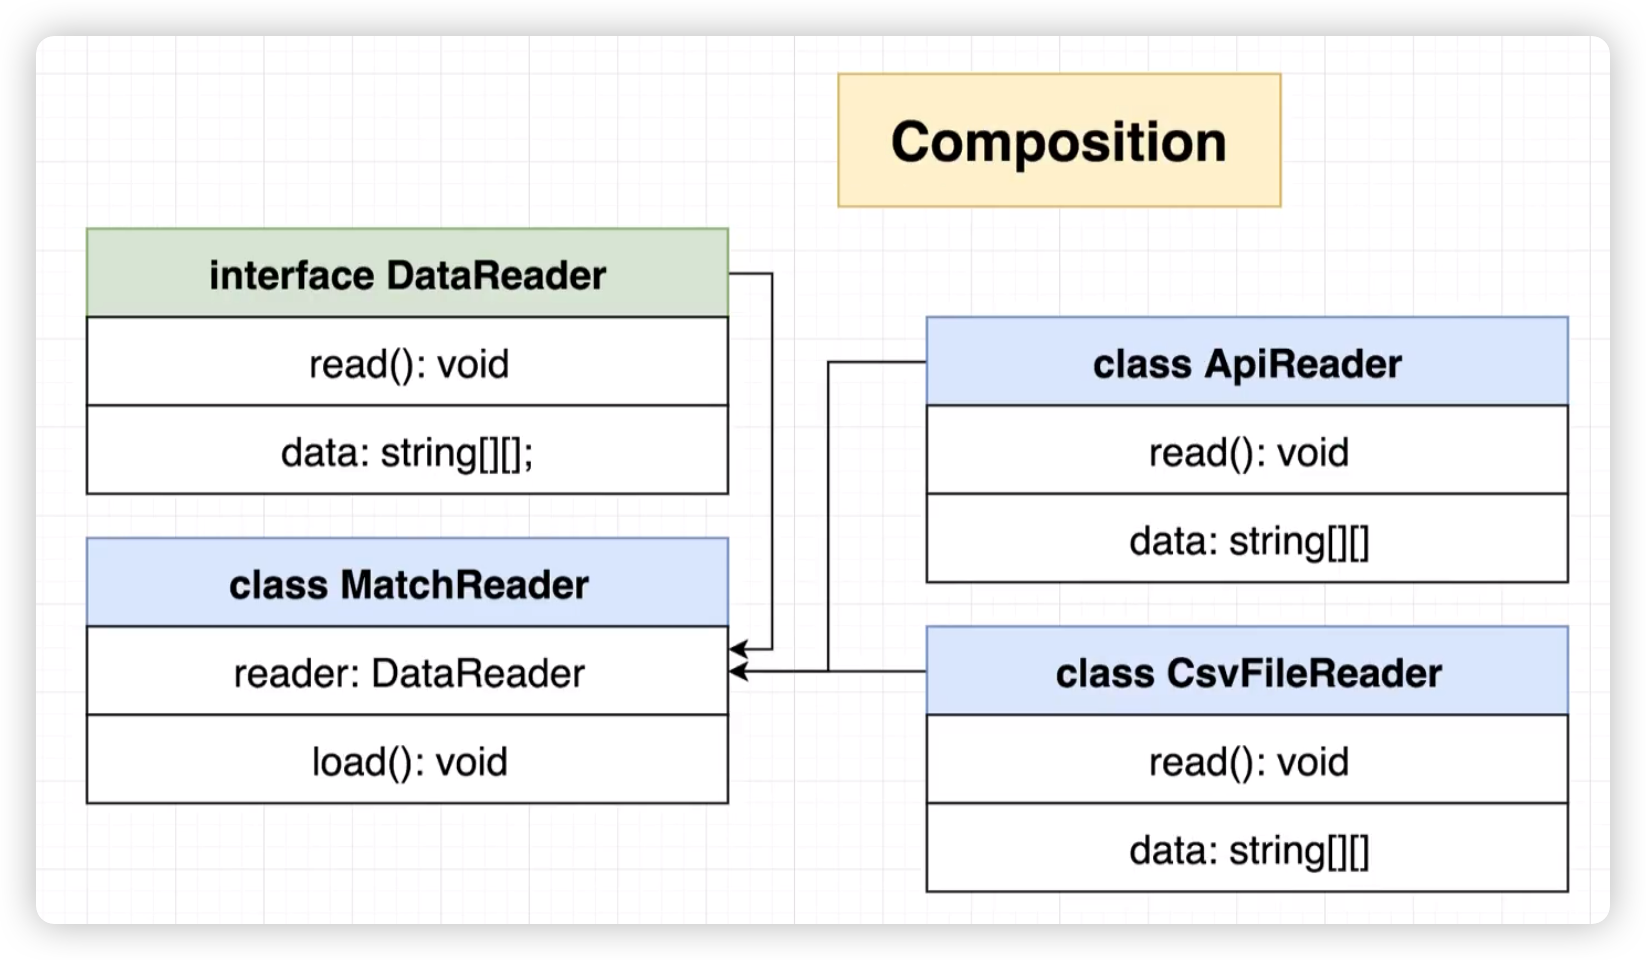 Composition
interface DataReader
read(): void
data: string[][];
class MatchReader
reader: DataReader
load(): void
class ApiReader
read(): void
data: string[][]
class CsvFileReader
read(): void
data: string[][]